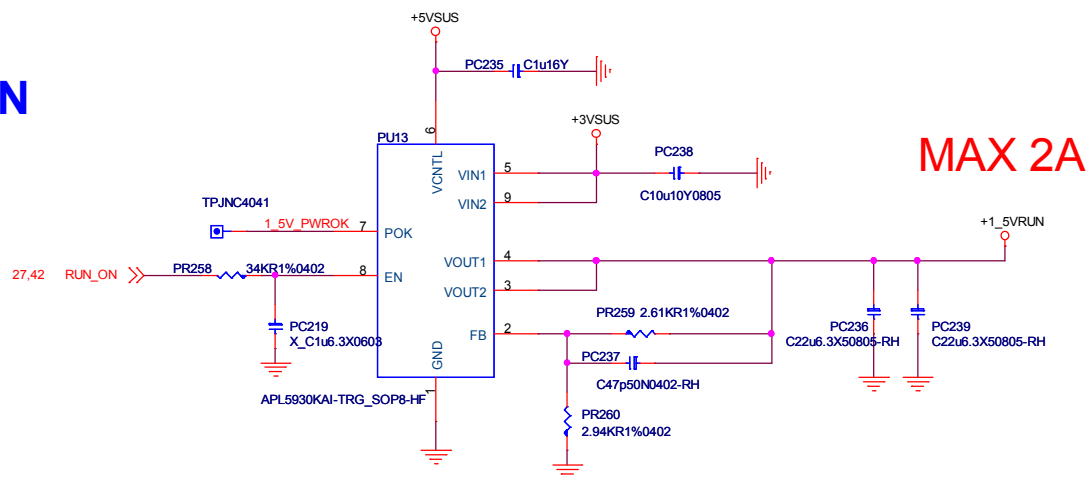 +5VSUS
PC235 C1u16Y
N
+3VSUS
PU13
6
VCNTL
PC238
MAX 2A
VIN1 5
C10u10Y0805
VIN2 9
TPJNC4041
1_5V_PWROK 7 POK
+1_5VRUN
27,42 RUN_ON PR258 34KR1%0402 8 EN
VOUT1 4
VOUT2 3
PR259 2.61KR1%0402
PC219
X_C1u6.3X0603
FB 2
PC236
C22u6.3X50805-RH
PC239
C22u6.3X50805-RH
PC237
C47p50N0402-RH
GND
1
APL5930KAI-TRG_SOP8-HF
PR260
2.94KR1%0402